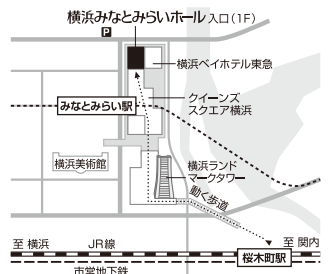 横浜みなとみらいホール 入口(1F)
P
横浜ベイホテル東急
みなとみらい駅
クイーンズ
スクエア横浜
横浜美術館
横浜ランド
マークタワー
動く歩道
至 横浜
JR線
至 関内
桜木町駅
市営地下鉄